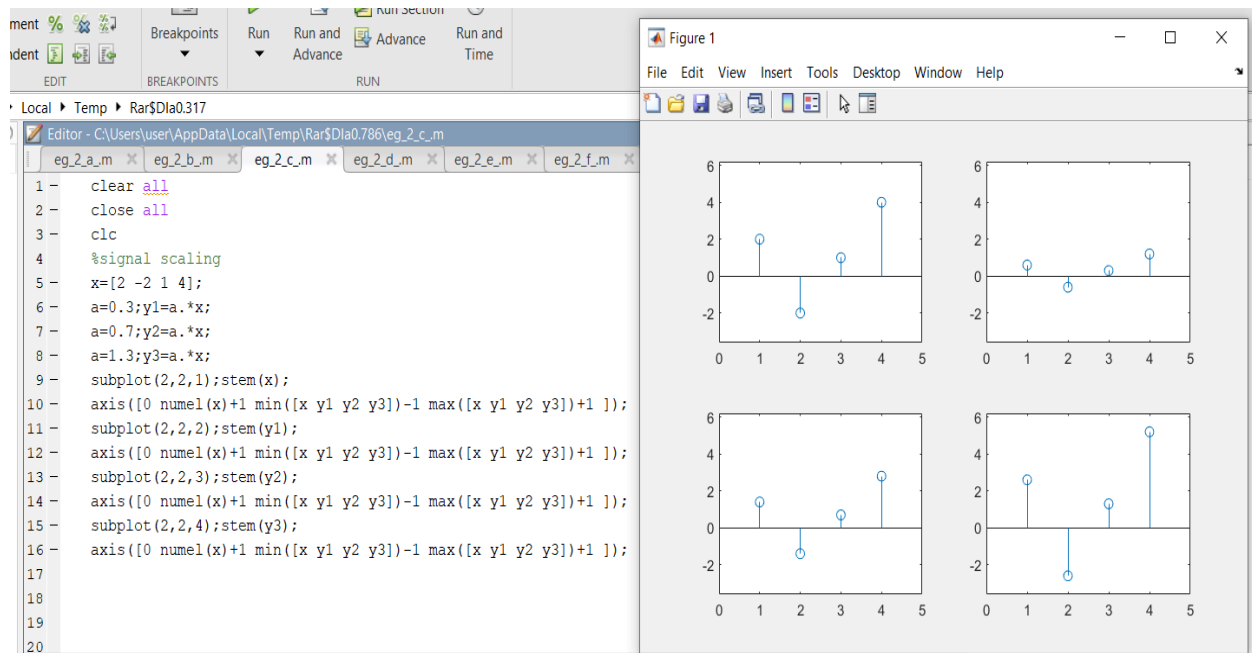 ment
dent
EDIT
Breakpoints
BREAKPOINTS
Run
Run and
Advance
Run Section
Advance
Run and
Time
RUN
Local Temp Rar$DIa0.317
Editor - C:\Users\user\AppData\Local\Temp\Rar$DIa0.786\eg_2_c_.m
eg_2_a_.m eg_2_b_.m eg_2_c_.m eg_2_d_.m eg_2_e_.m eg_2_f_.m
1 - clear all
2 - close all
3 - clc
4 %signal scaling
5 - x=[2 -2 1 4];
6 - a=0.3;y1=a.*x;
7 - a=0.7;y2=a.*x;
8 - a=1.3;y3=a.*x;
9 - subplot(2,2,1);stem(x);
10 - axis([0 numel(x)+1 min([x y1 y2 y3])-1 max([x y1 y2 y3])+1 ]);
11 - subplot(2,2,2);stem(y1);
12 - axis([0 numel(x)+1 min([x y1 y2 y3])-1 max([x y1 y2 y3])+1 ]);
13 - subplot(2,2,3);stem(y2);
14 - axis([0 numel(x)+1 min([x y1 y2 y3])-1 max([x y1 y2 y3])+1 ]);
15 - subplot(2,2,4);stem(y3);
16 - axis([0 numel(x)+1 min([x y1 y2 y3])-1 max([x y1 y2 y3])+1 ]);
17
18
19
20
Figure 1
File Edit View Insert Tools Desktop Window Help
6
4
2
0
-2
0 1 2 3 4 5
6
4
2
0
-2
0 1 2 3 4 5
6
4
2
0
-2
0 1 2 3 4 5
6
4
2
0
-2
0 1 2 3 4 5